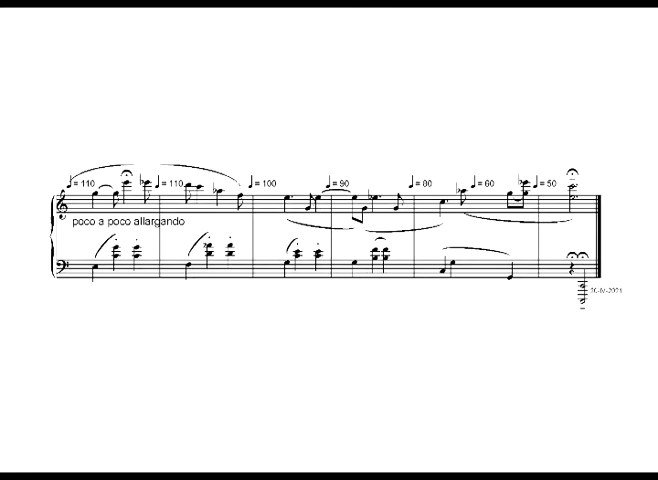 ♩ = 110 ♩ = 110 ♩ = 100 ♩ = 90 ♩ = 80 ♩ = 60 ♩ = 50
poco a poco allargando